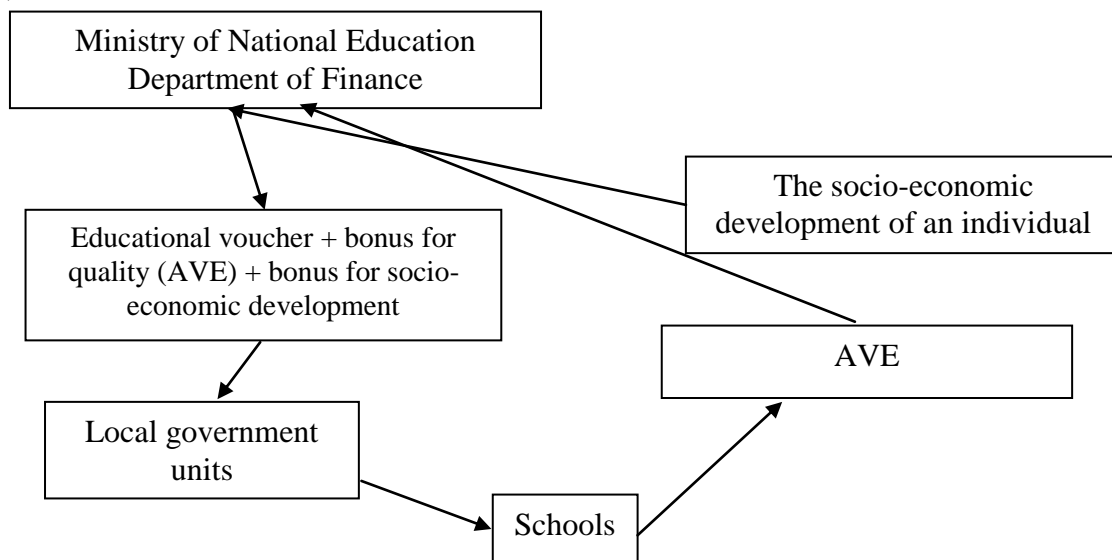 Ministry of National Education
Department of Finance
The socio-economic
development of an individual
Educational voucher + bonus for
quality (AVE) + bonus for socio-
economic development
AVE
Local government
units
Schools